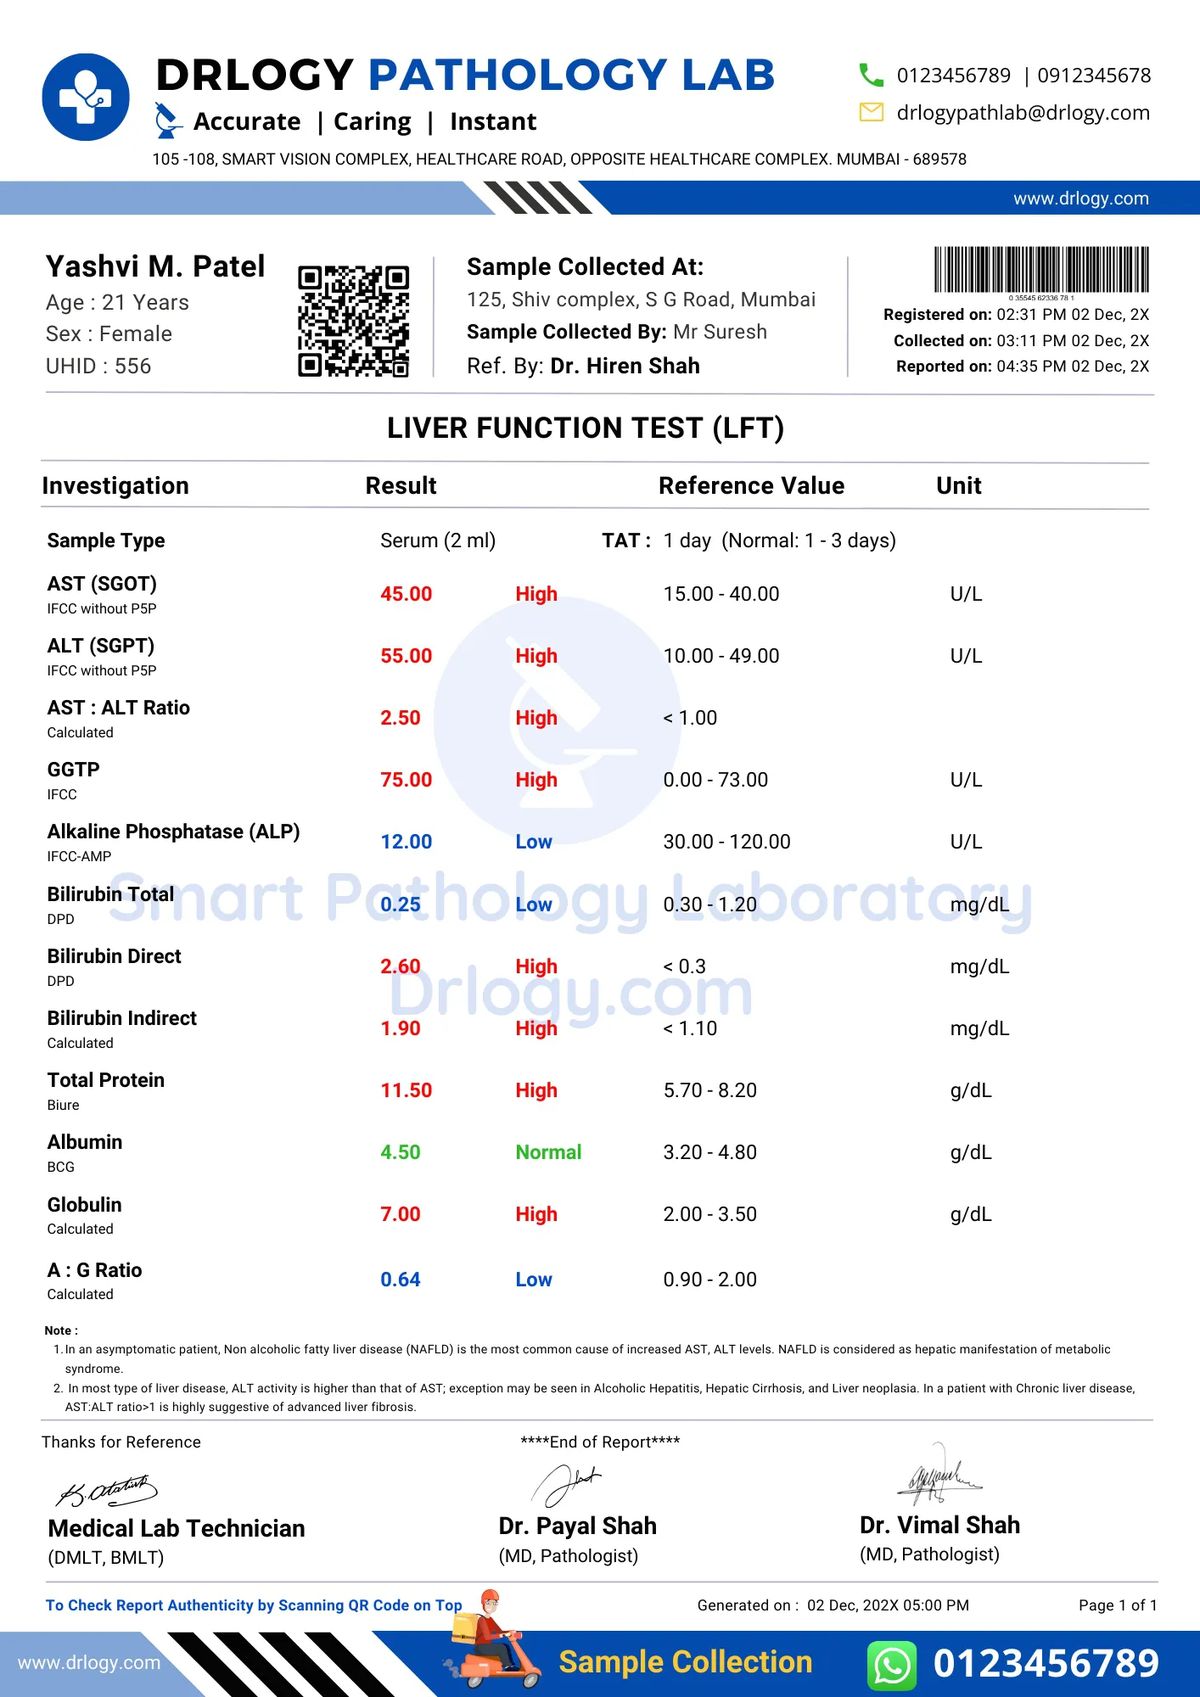 DRLOGY PATHOLOGY LAB
Accurate | Caring | Instant
0123456789 | 0912345678
drlogypathlab@drlogy.com
105 -108, SMART VISION COMPLEX, HEALTHCARE ROAD, OPPOSITE HEALTHCARE COMPLEX. MUMBAI - 689578
www.drlogy.com
Yashvi M. Patel
Age : 21 Years
Sex : Female
UHID : 556
Sample Collected At:
125, Shiv complex, S G Road, Mumbai
Sample Collected By: Mr Suresh
Ref. By: Dr. Hiren Shah
0 35545 62336 78 1
Registered on: 02:31 PM 02 Dec, 2X
Collected on: 03:11 PM 02 Dec, 2X
Reported on: 04:35 PM 02 Dec, 2X
LIVER FUNCTION TEST (LFT)
Investigation Result Reference Value Unit
Sample Type Serum (2 ml) TAT : 1 day (Normal: 1 - 3 days)
AST (SGOT) 45.00 High 15.00 - 40.00 U/L
IFCC without P5P
ALT (SGPT) 55.00 High 10.00 - 49.00 U/L
IFCC without P5P
AST : ALT Ratio 2.50 High < 1.00
Calculated
GGTP 75.00 High 0.00 - 73.00 U/L
IFCC
Alkaline Phosphatase (ALP) 12.00 Low 30.00 - 120.00 U/L
IFCC-AMP
Smart Pathology Laboratory
Bilirubin Total 0.25 Low 0.30 - 1.20 mg/dL
DPD
Bilirubin Direct 2.60 High < 0.3 mg/dL
DPD
Drlogy.com
Bilirubin Indirect 1.90 High < 1.10 mg/dL
Calculated
Total Protein 11.50 High 5.70 - 8.20 g/dL
Biure
Albumin 4.50 Normal 3.20 - 4.80 g/dL
BCG
Globulin 7.00 High 2.00 - 3.50 g/dL
Calculated
A : G Ratio 0.64 Low 0.90 - 2.00
Calculated
Note :
1. In an asymptomatic patient, Non alcoholic fatty liver disease (NAFLD) is the most common cause of increased AST, ALT levels. NAFLD is considered as hepatic manifestation of metabolic
syndrome.
2. In most type of liver disease, ALT activity is higher than that of AST; exception may be seen in Alcoholic Hepatitis, Hepatic Cirrhosis, and Liver neoplasia. In a patient with Chronic liver disease,
AST:ALT ratio>1 is highly suggestive of advanced liver fibrosis.
Thanks for Reference
****End of Report****
Medical Lab Technician
(DMLT, BMLT)
Dr. Payal Shah
(MD, Pathologist)
Dr. Vimal Shah
(MD, Pathologist)
To Check Report Authenticity by Scanning QR Code on Top
Generated on : 02 Dec, 202X 05:00 PM
Page 1 of 1
www.drlogy.com
Sample Collection
0123456789